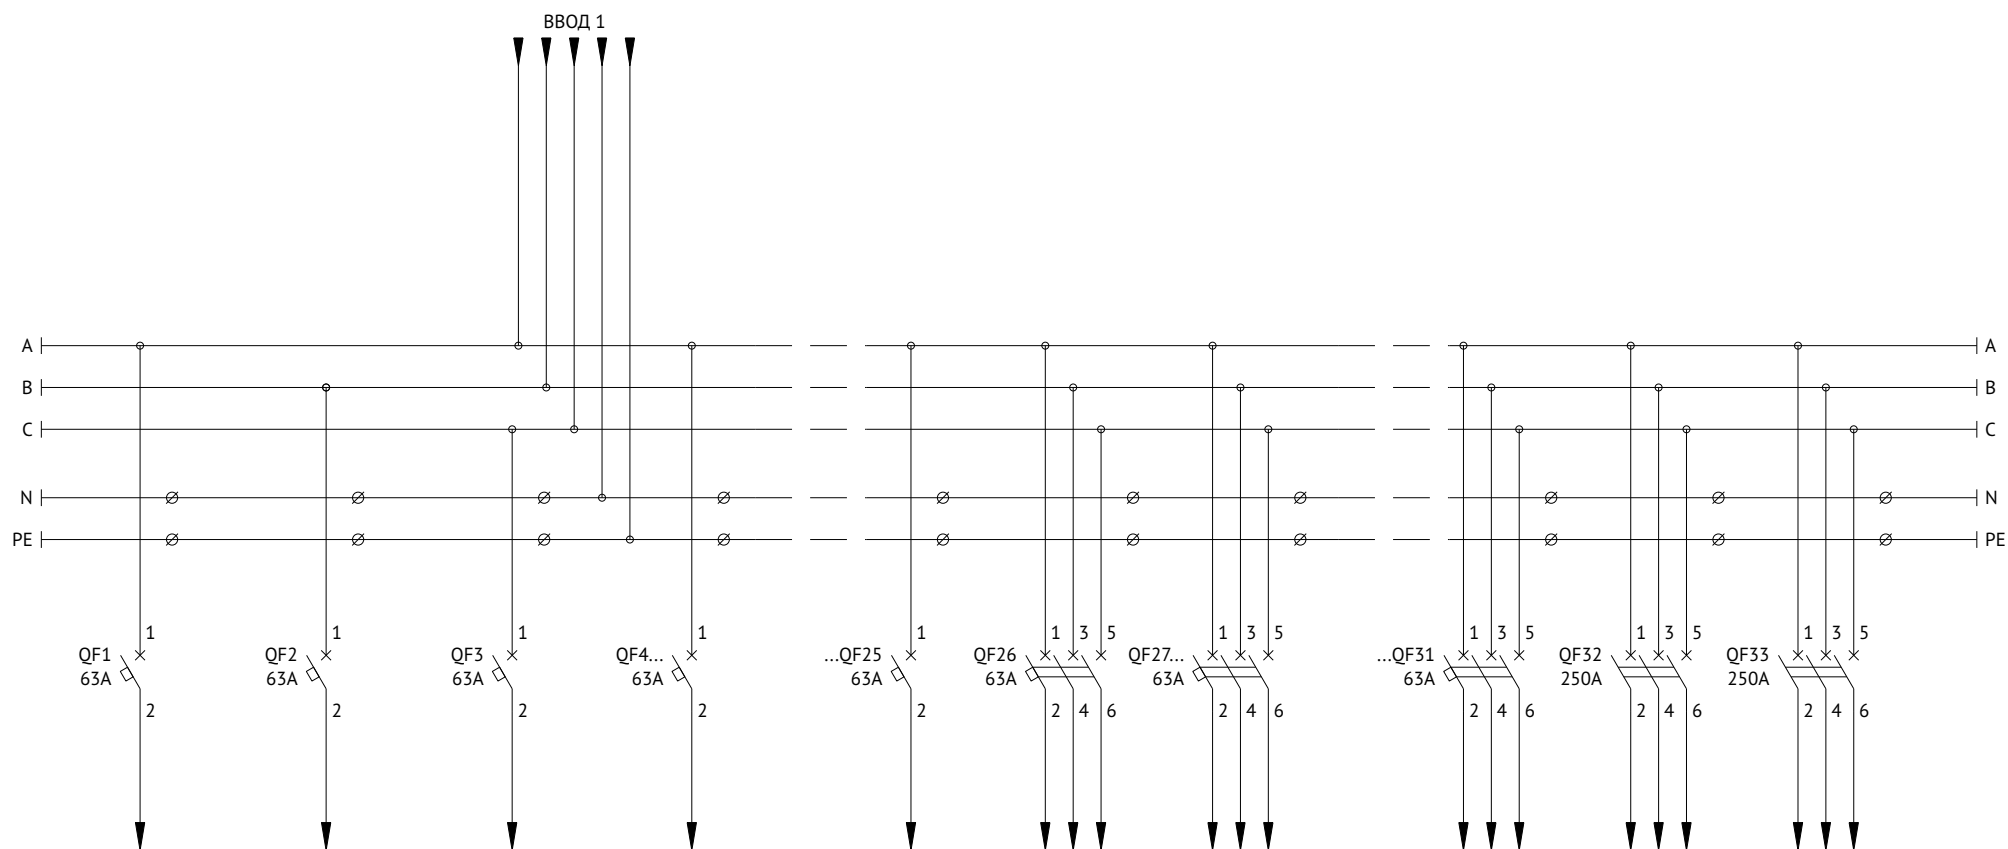 ВВОД 1
A A
B B
C C
N N
PE PE
1 1 1 1 1 1 3 5 1 3 5 1 3 5 1 3 5 1 3 5
QF1 QF2 QF3 QF4... ...QF25 QF26 QF27... ...QF31 QF32 QF33
63A 63A 63A 63A 63A 63A 63A 63A 250A 250A
2 2 2 2 2 2 4 6 2 4 6 2 4 6 2 4 6 2 4 6